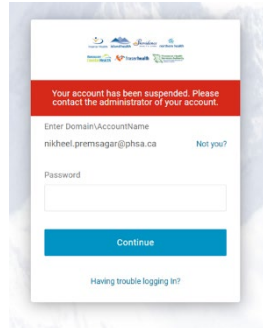 Your account has been suspended. Please
contact the administrator of your account.
Enter Domain\AccountName
nikheel.premsagar@phsa.ca Not you?
Password
Continue
Having trouble logging In?